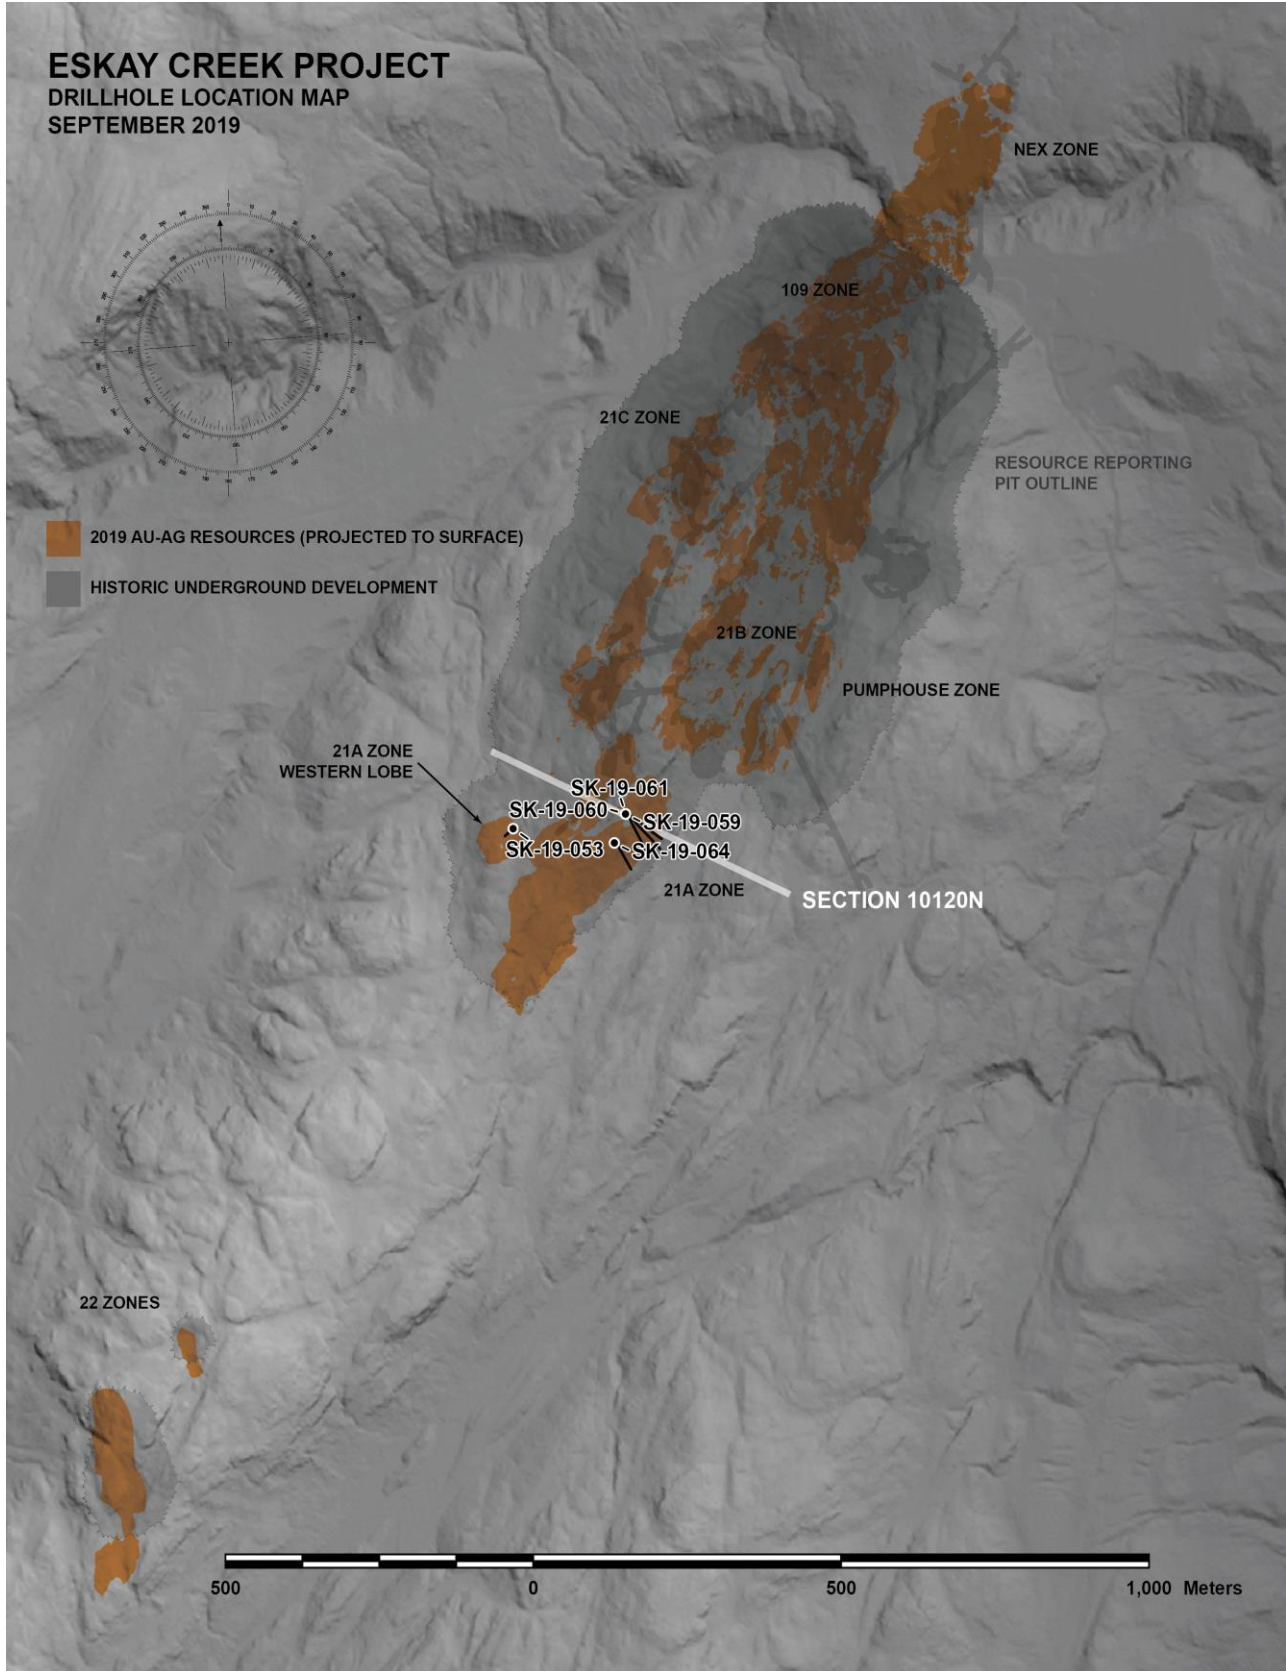 ESKAY CREEK PROJECT
DRILLHOLE LOCATION MAP
SEPTEMBER 2019
NEX ZONE
109 ZONE
21C ZONE
RESOURCE REPORTING
PIT OUTLINE
2019 AU-AG RESOURCES (PROJECTED TO SURFACE)
HISTORIC UNDERGROUND DEVELOPMENT
21B ZONE
PUMPHOUSE ZONE
21A ZONE
WESTERN LOBE
SK-19-061
SK-19-060
SK-19-059
SK-19-053
SK-19-064
21A ZONE
SECTION 10120N
22 ZONES
500 0 500 1,000 Meters